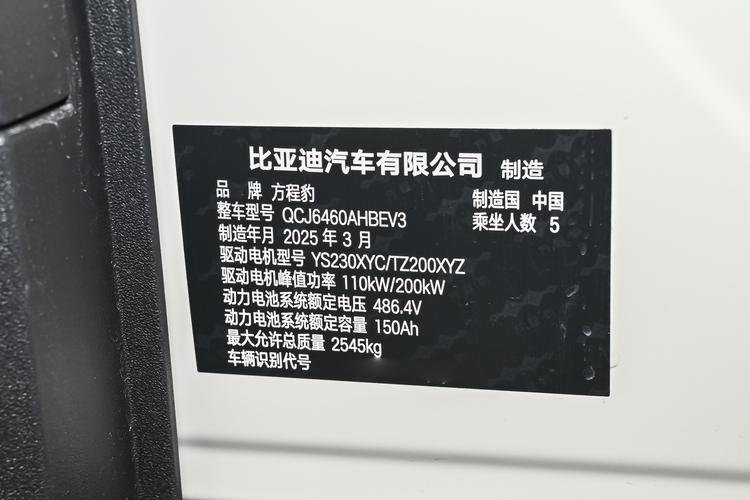 比亚迪汽车有限公司 制造
品 牌 方程豹 制造国 中国
整车型号 QCJ6460AHBEV3 乘坐人数 5
制造年月 2025 年 3 月
驱动电机型号 YS230XYC/TZ200XYZ
驱动电机峰值功率 110kW/200kW
动力电池系统额定电压 486.4V
动力电池系统额定容量 150Ah
最大允许总质量 2545kg
车辆识别代号